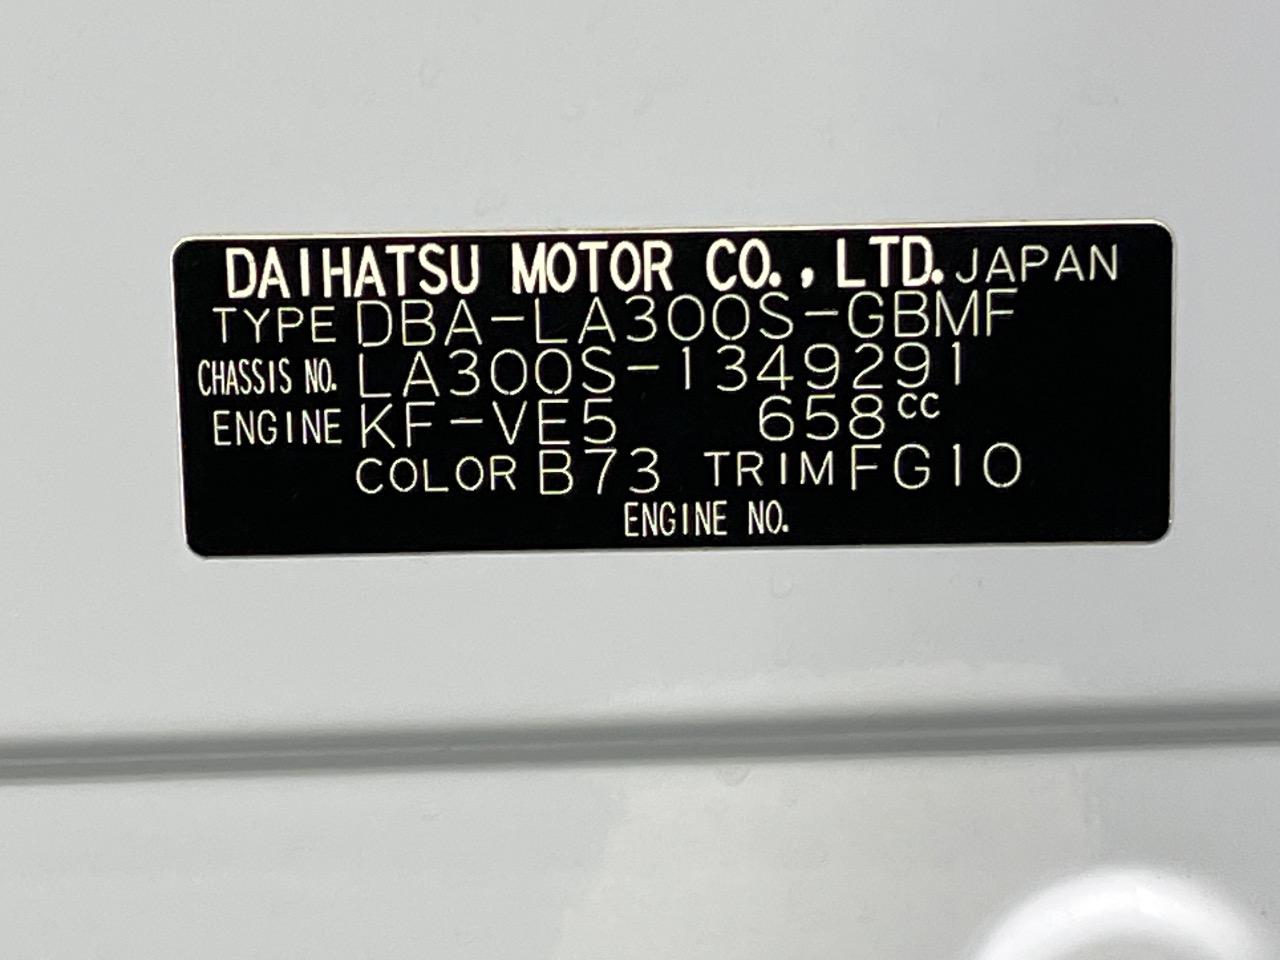 DAIHATSU MOTOR CO., LTD. JAPAN
TYPE DBA-LA300S-GBMF
CHASSIS NO. LA300S-1349291
ENGINE KF-VE5 658cc
COLOR B73 TRIM FG10
ENGINE NO.